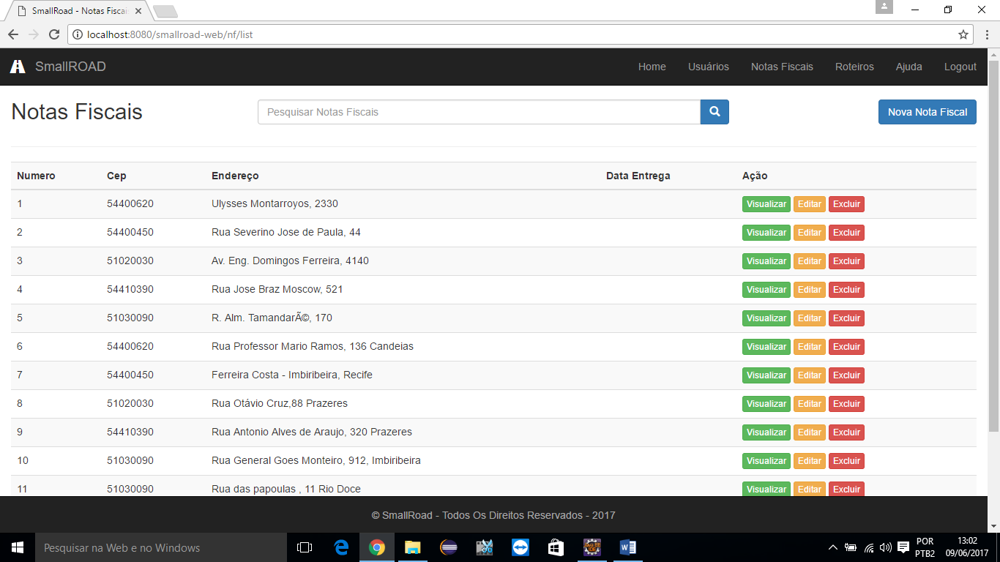 SmallRoad - Notas Fisca
localhost:8080/smallroad-web/nf/list
SmallROAD Home Usuários Notas Fiscais Roteiros Ajuda Logout
Notas Fiscais Pesquisar Notas Fiscais Nova Nota Fiscal
Numero Cep Endereço Data Entrega Ação
1 54400620 Ulysses Montarroyos, 2330 Visualizar Editar Excluir
2 54400450 Rua Severino Jose de Paula, 44 Visualizar Editar Excluir
3 51020030 Av. Eng. Domingos Ferreira, 4140 Visualizar Editar Excluir
4 54410390 Rua Jose Braz Moscow, 521 Visualizar Editar Excluir
5 51030090 R. Alm. TamandarÃ©, 170 Visualizar Editar Excluir
6 54400620 Rua Professor Mario Ramos, 136 Candeias Visualizar Editar Excluir
7 54400450 Ferreira Costa - Imbiribeira, Recife Visualizar Editar Excluir
8 51020030 Rua Otávio Cruz,88 Prazeres Visualizar Editar Excluir
9 54410390 Rua Antonio Alves de Araujo, 320 Prazeres Visualizar Editar Excluir
10 51030090 Rua General Goes Monteiro, 912, Imbiribeira Visualizar Editar Excluir
11 51030090 Rua das papoulas , 11 Rio Doce Visualizar Editar Excluir
© SmallRoad - Todos Os Direitos Reservados - 2017
Pesquisar na Web e no Windows
POR 13:02
PTB2 09/06/2017